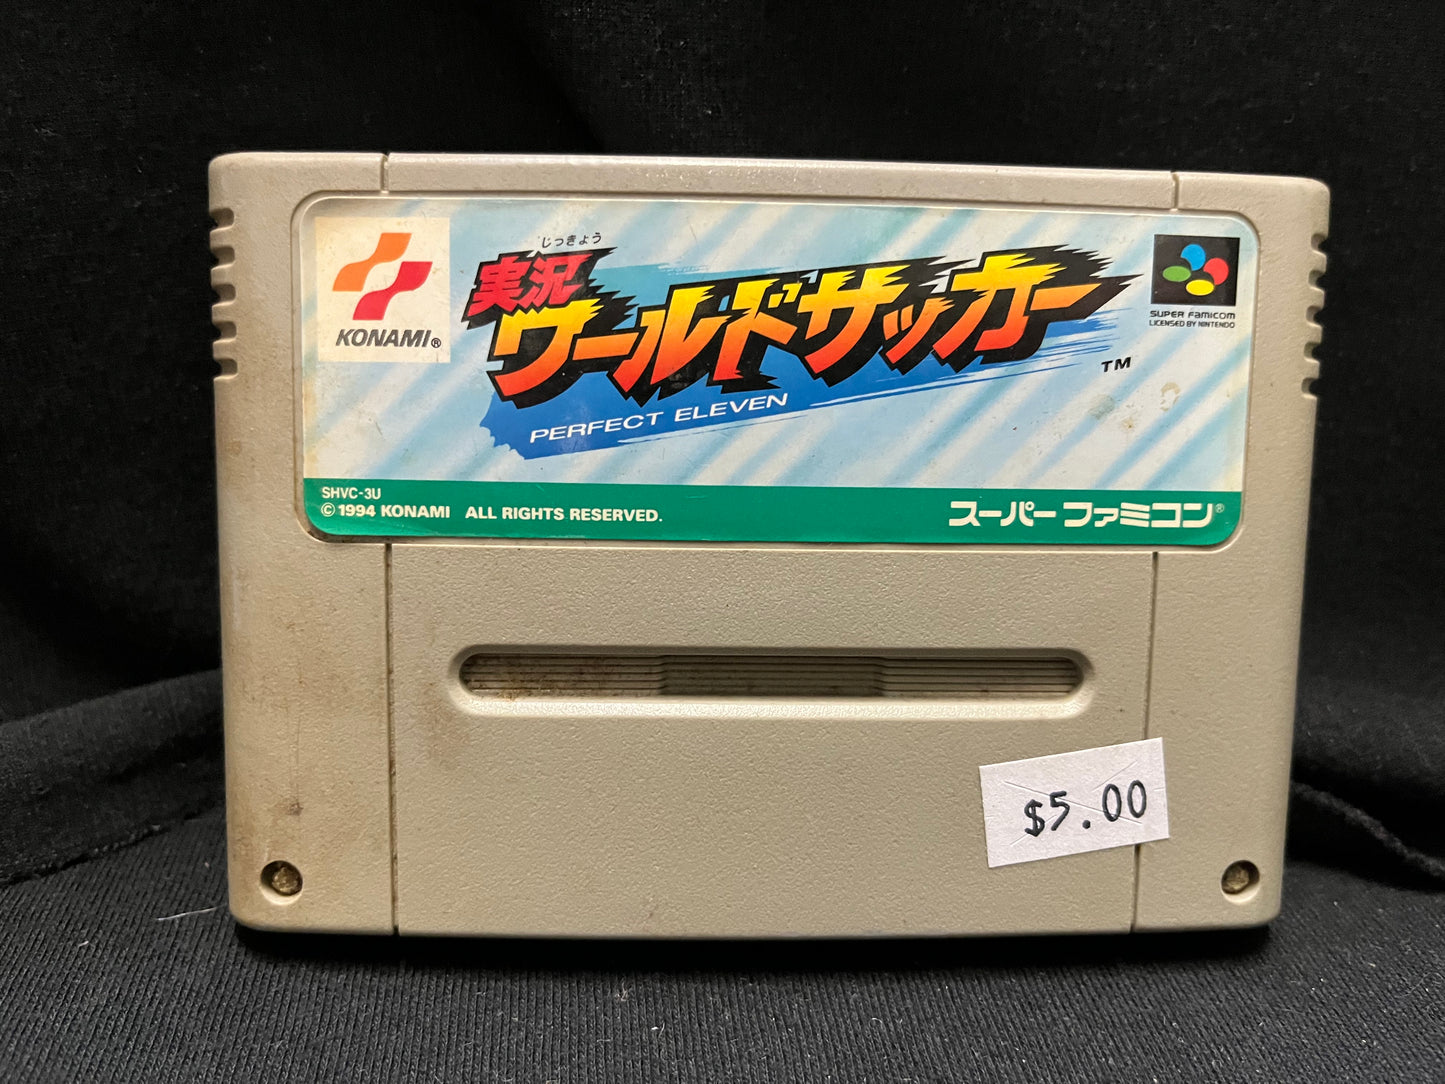 KONAMI®
じっきょう
実況
ワールドサッカー
TM
PERFECT ELEVEN
SUPER FAMICOM
LICENSED BY NINTENDO
SHVC-3U
© 1994 KONAMI ALL RIGHTS RESERVED.
スーパーファミコン®
$5.00